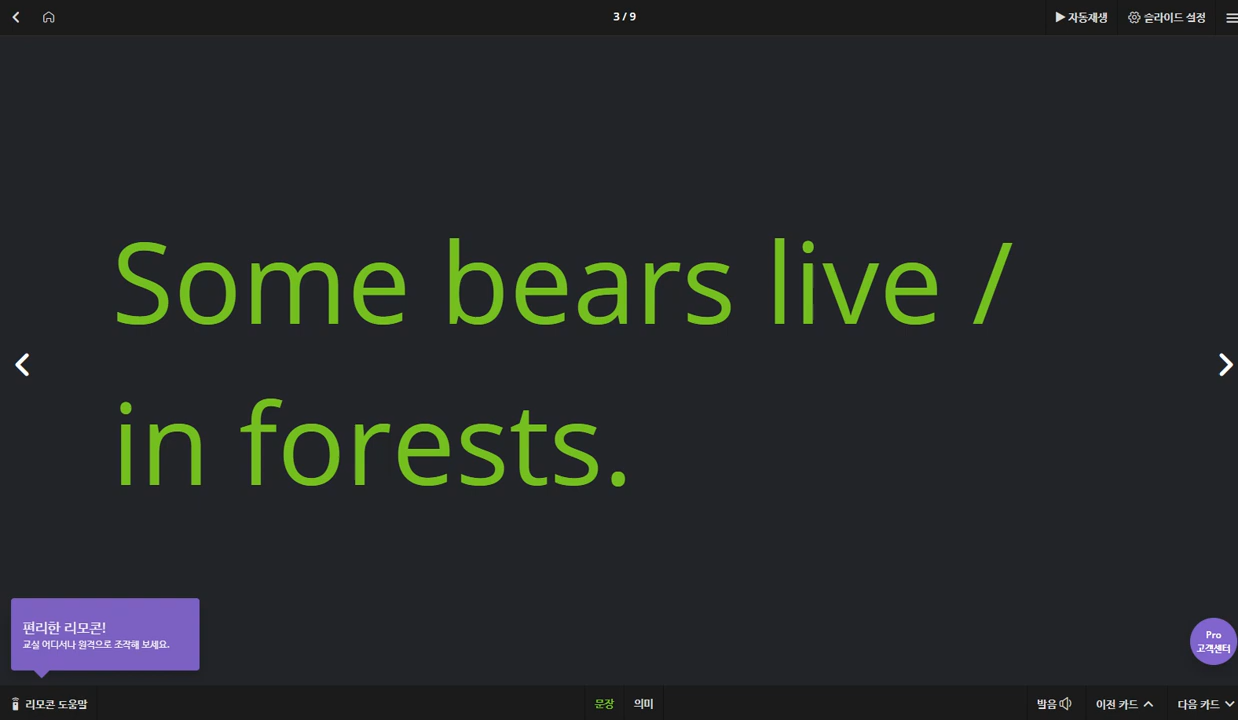 3 / 9
자동재생
슬라이드 설정
Some bears live /
in forests.
편리한 리모콘!
교실 어디서나 원격으로 조작해 보세요.
Pro
고객센터
리모콘 도움말
문장
의미
발음
이전 카드
다음 카드